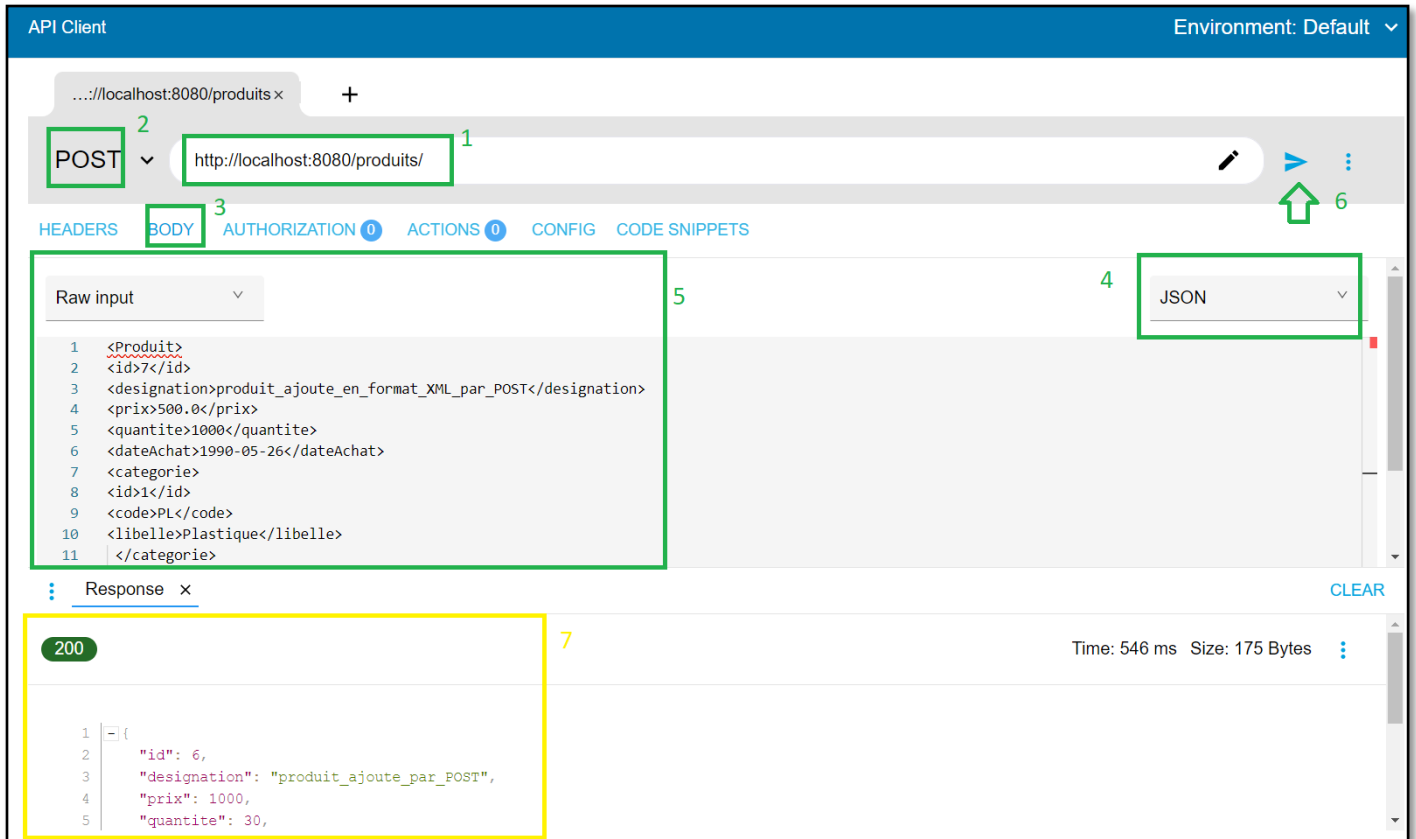 API Client
Environment: Default
...://localhost:8080/produits ×
+
2
1
POST
http://localhost:8080/produits/
6
3
HEADERS BODY AUTHORIZATION 0 ACTIONS 0 CONFIG CODE SNIPPETS
5
4
Raw input
JSON
1 <Produit>
2 <id>7</id>
3 <designation>produit_ajoute_en_format_XML_par_POST</designation>
4 <prix>500.0</prix>
5 <quantite>1000</quantite>
6 <dateAchat>1990-05-26</dateAchat>
7 <categorie>
8 <id>1</id>
9 <code>PL</code>
10 <libelle>Plastique</libelle>
11 </categorie>
Response ×
CLEAR
7
200
Time: 546 ms Size: 175 Bytes
1 {
2 "id": 6,
3 "designation": "produit_ajoute_par_POST",
4 "prix": 1000,
5 "quantite": 30,